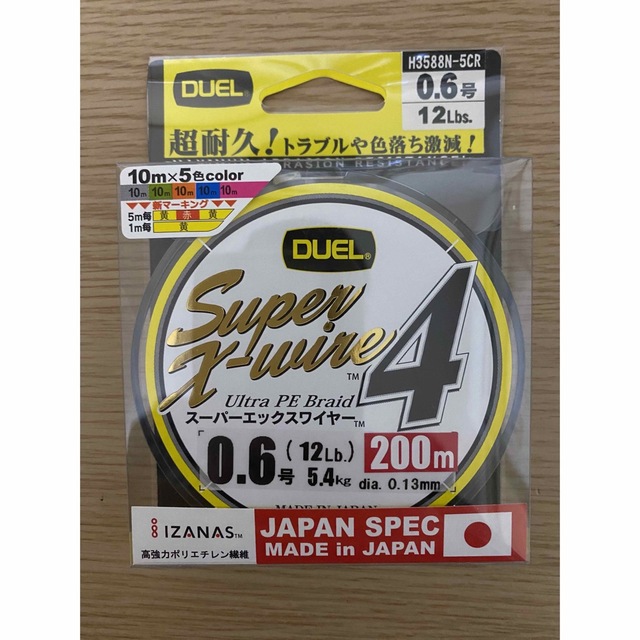 DUEL®
H3588N-5CR
0.6号
12Lbs.
超耐久!トラブルや色落ち激減!
10m×5色color
10m 10m 10m 10m 10m
新マーキング
5m毎 黄 赤 黄
1m毎 黄
DUEL®
Super
X-wire™ 4
Ultra PE Braid
スーパーエックスワイヤー™
0.6号 (12Lb.) 5.4kg dia. 0.13mm 200m
MADE IN JAPAN
IZANAS™
高強力ポリエチレン繊維
JAPAN SPEC
MADE in JAPAN